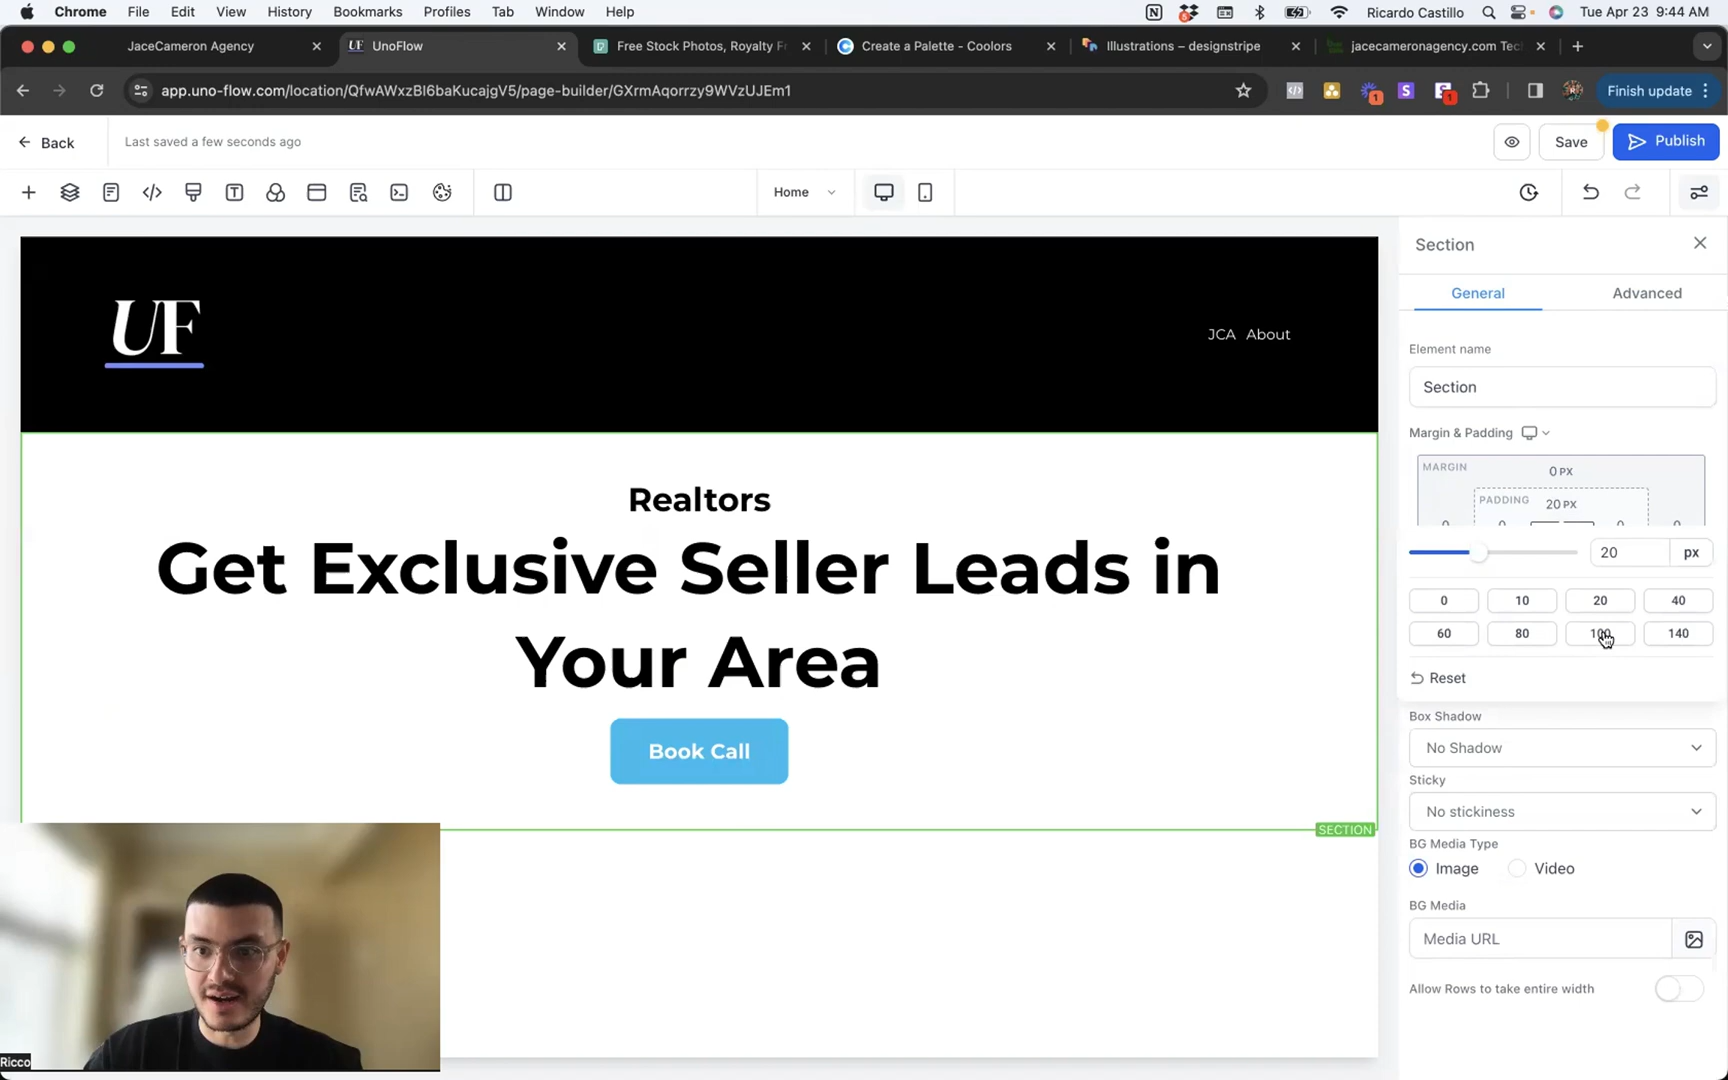 Chrome File Edit View History Bookmarks Profiles Tab Window Help Ricardo Castillo Tue Apr 23 9:44 AM
JaceCameron Agency UnoFlow Free Stock Photos, Royalty Fr Create a Palette - Coolors Illustrations – designstripe jacecameronagency.com Tec
app.uno-flow.com/location/QfwAWxzBl6baKucajgV5/page-builder/GXrmAqorrzy9WVzUJEm1 Finish update
Back Last saved a few seconds ago Save Publish
Home
UF
JCA About
Realtors
Get Exclusive Seller Leads in
Your Area
Book Call
SECTION
Ricco
Section
General Advanced
Element name
Section
Margin & Padding
MARGIN 0 PX
PADDING 20 PX
20 px
0 10 20 40
60 80 100 140
Reset
Box Shadow
No Shadow
Sticky
No stickiness
BG Media Type
Image Video
BG Media
Media URL
Allow Rows to take entire width